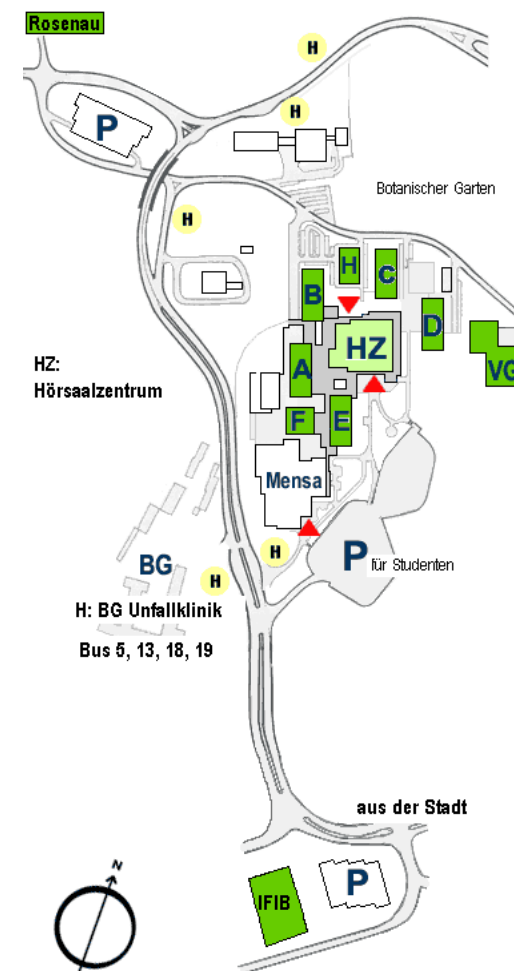 Rosenau
H
H
P
Botanischer Garten
H
H
C
B
D
HZ
VG
HZ:
Hörsaalzentrum
A
F
E
Mensa
H
BG
P für Studenten
H
H: BG Unfallklinik
Bus 5, 13, 18, 19
aus der Stadt
P
IFIB
N